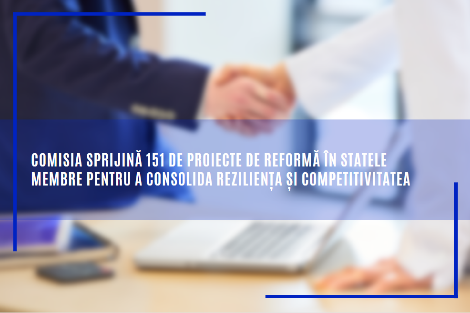 COMISIA SPRIJINĂ 151 DE PROIECTE DE REFORMĂ ÎN STATELE
MEMBRE PENTRU A CONSOLIDA REZILIENȚA ȘI COMPETITIVITATEA